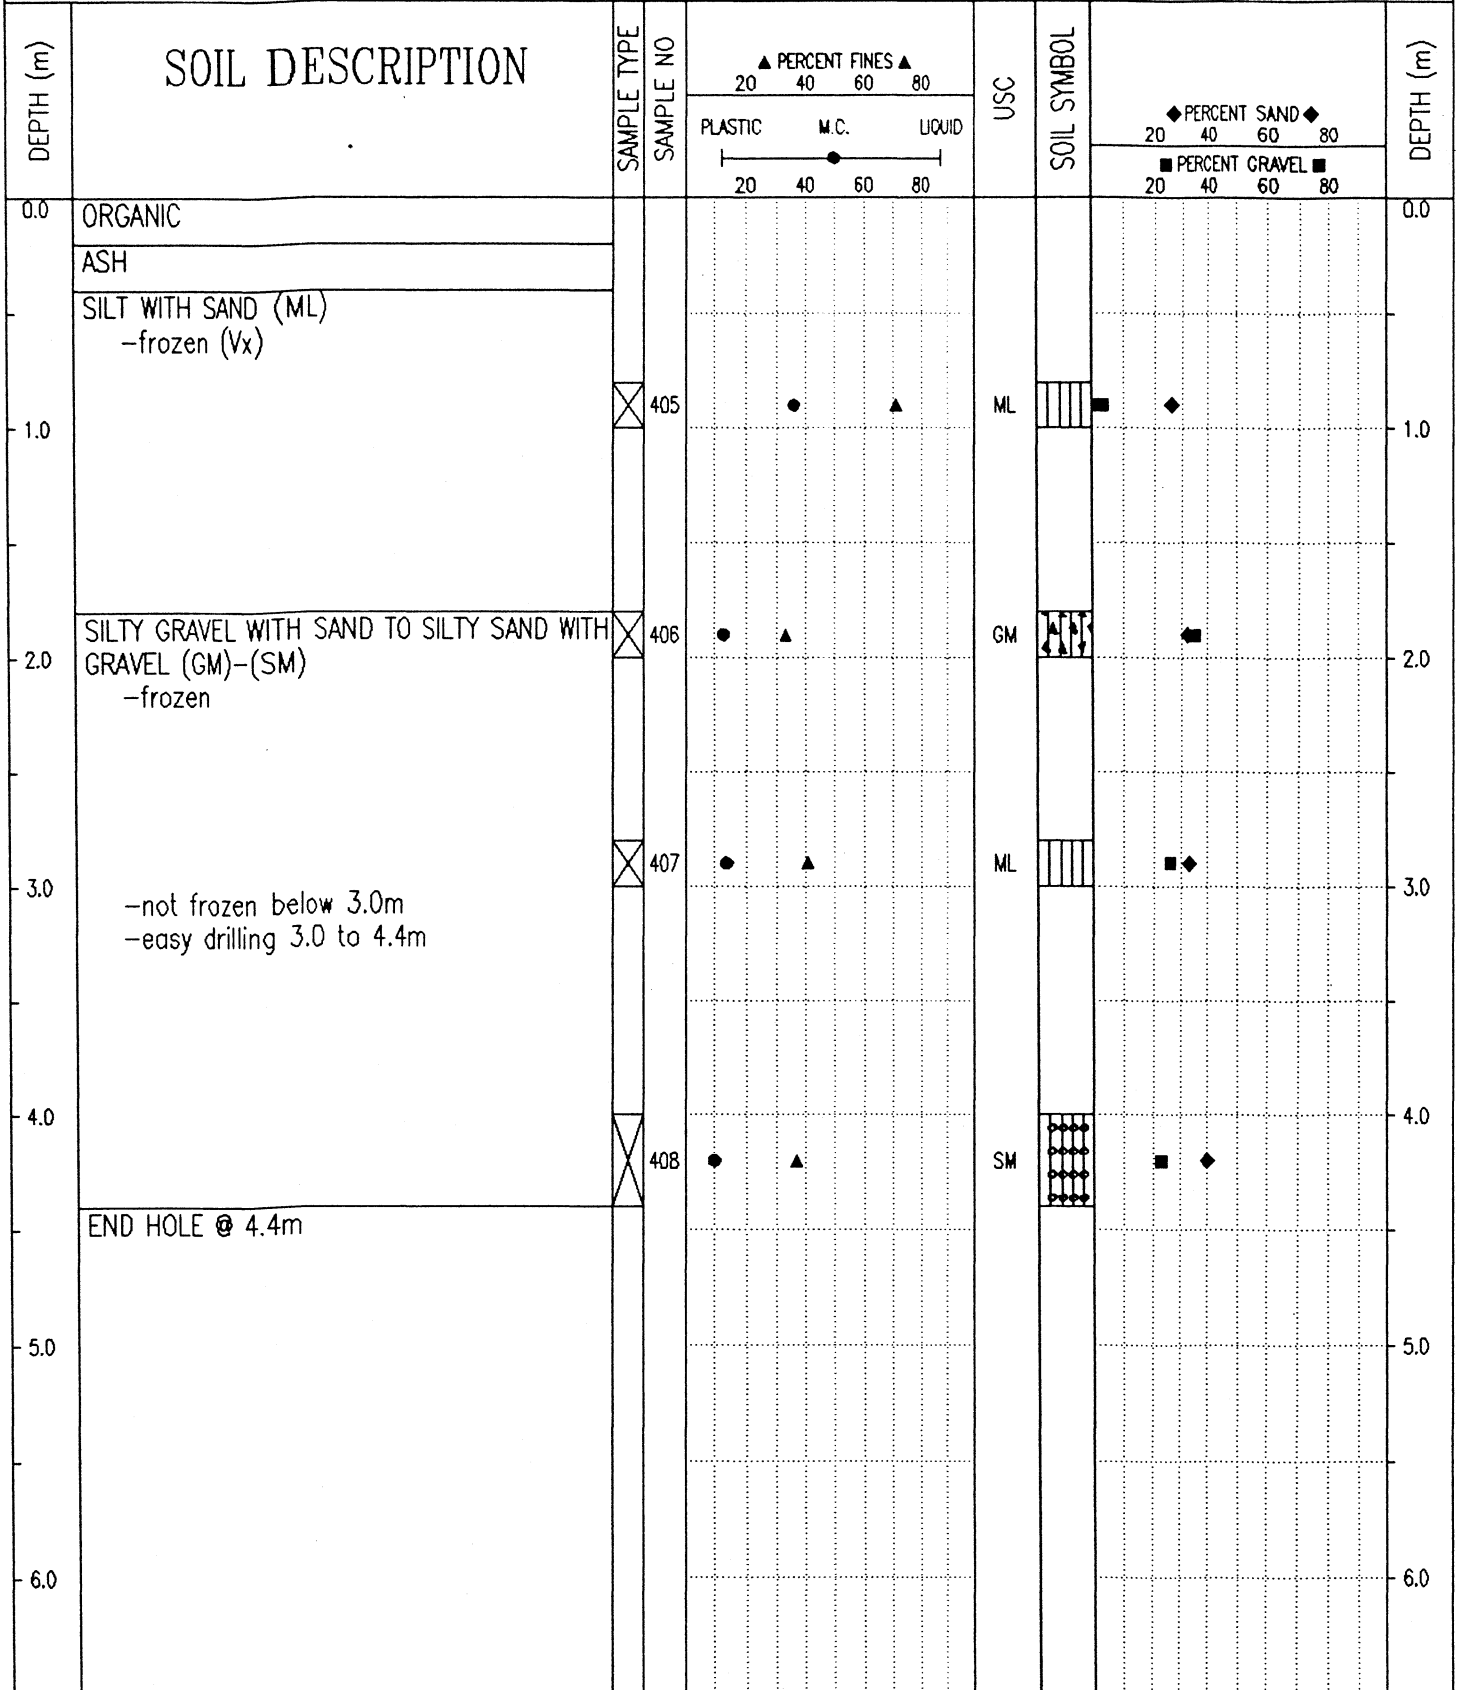 DEPTH (m)
SOIL DESCRIPTION
SAMPLE TYPE
SAMPLE NO
▲ PERCENT FINES ▲
20 40 60 80
PLASTIC M.C. LIQUID
20 40 60 80
USC
SOIL SYMBOL
◆PERCENT SAND◆
20 40 60 80
■ PERCENT GRAVEL ■
20 40 60 80
DEPTH (m)
0.0 ORGANIC 0.0
ASH
SILT WITH SAND (ML)
-frozen (Vx)
405 ML
1.0 1.0
SILTY GRAVEL WITH SAND TO SILTY SAND WITH 406 GM
2.0 GRAVEL (GM)-(SM) 2.0
-frozen
407 ML
3.0 3.0
-not frozen below 3.0m
-easy drilling 3.0 to 4.4m
4.0 4.0
408 SM
END HOLE @ 4.4m
5.0 5.0
6.0 6.0